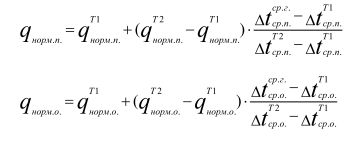 q норм.п. = q T1 норм.п. + (q T2 норм.п. − q T1 норм.п.) · (Δt ср.г. ср.п. − Δt T1 ср.п.) / (Δt T2 ср.п. − Δt T1 ср.п.)
q норм.о. = q T1 норм.о. + (q T2 норм.о. − q T1 норм.о.) · (Δt ср.г. ср.о. − Δt T1 ср.о.) / (Δt T2 ср.о. − Δt T1 ср.о.)